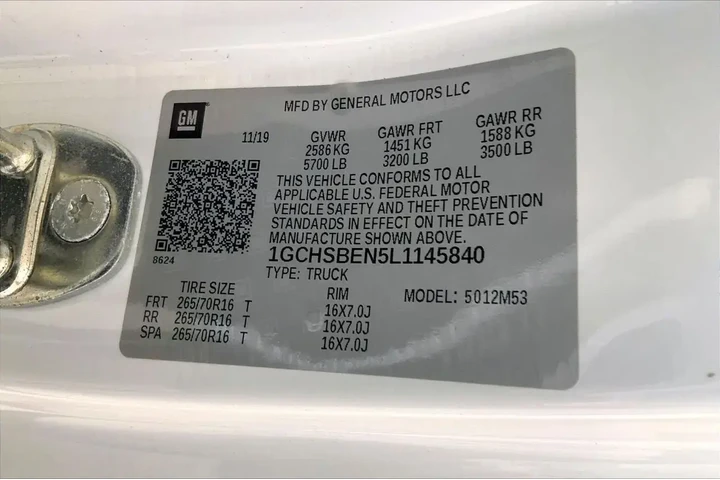 MFD BY GENERAL MOTORS LLC
GM
11/19 GVWR GAWR FRT GAWR RR
2586 KG 1451 KG 1588 KG
5700 LB 3200 LB 3500 LB
THIS VEHICLE CONFORMS TO ALL
APPLICABLE U.S. FEDERAL MOTOR
VEHICLE SAFETY AND THEFT PREVENTION
STANDARDS IN EFFECT ON THE DATE OF
MANUFACTURE SHOWN ABOVE.
8624
1GCHSBEN5L1145840
TYPE: TRUCK
TIRE SIZE RIM MODEL: 5012M53
FRT 265/70R16 T 16X7.0J
RR 265/70R16 T 16X7.0J
SPA 265/70R16 T 16X7.0J